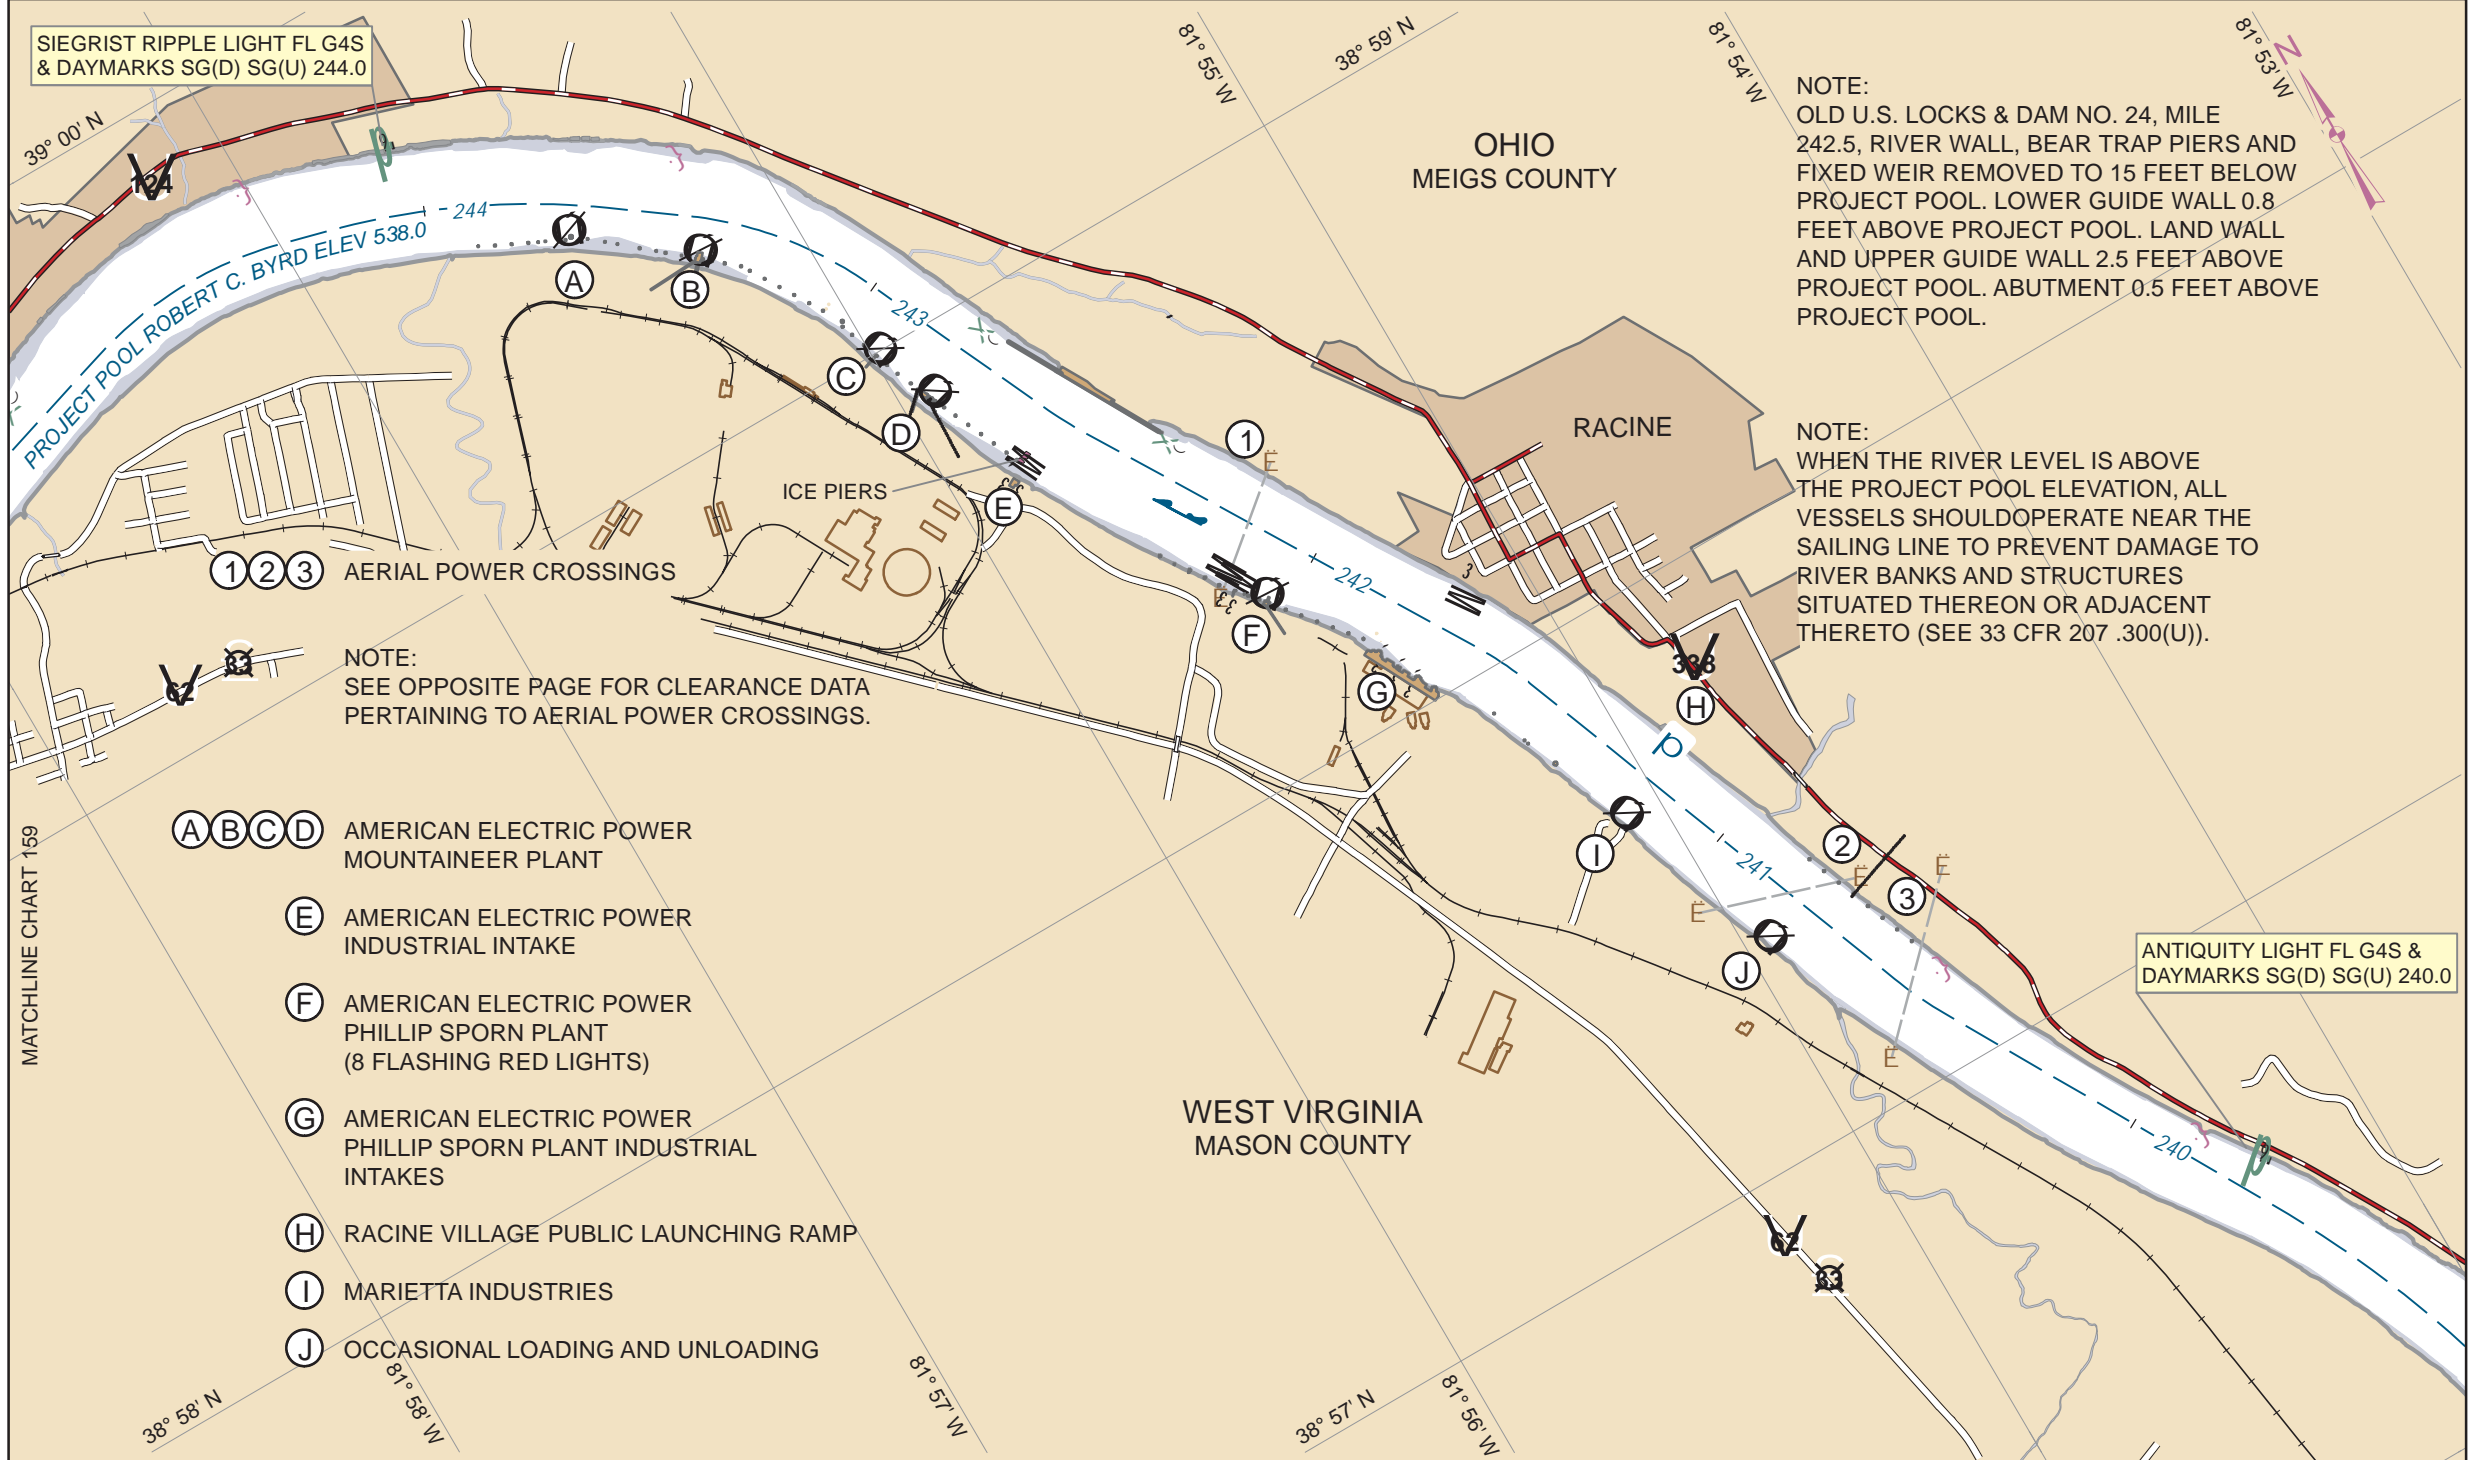 SIEGRIST RIPPLE LIGHT FL G4S
& DAYMARKS SG(D) SG(U) 244.0
39° 00' N
124
81° 55' W
38° 59' N
81° 54' W
81° 53' W
N
OHIO
MEIGS COUNTY
NOTE:
OLD U.S. LOCKS & DAM NO. 24, MILE
242.5, RIVER WALL, BEAR TRAP PIERS AND
FIXED WEIR REMOVED TO 15 FEET BELOW
PROJECT POOL. LOWER GUIDE WALL 0.8
FEET ABOVE PROJECT POOL. LAND WALL
AND UPPER GUIDE WALL 2.5 FEET ABOVE
PROJECT POOL. ABUTMENT 0.5 FEET ABOVE
PROJECT POOL.
NOTE:
WHEN THE RIVER LEVEL IS ABOVE
THE PROJECT POOL ELEVATION, ALL
VESSELS SHOULDOPERATE NEAR THE
SAILING LINE TO PREVENT DAMAGE TO
RIVER BANKS AND STRUCTURES
SITUATED THEREON OR ADJACENT
THERETO (SEE 33 CFR 207 .300(U)).
244
PROJECT POOL ROBERT C. BYRD ELEV 538.0
A
B
243
C
D
RACINE
1
Ë
ICE PIERS
E
242
Ë
F
G
338
H
p
I
2
241
Ë
Ë
3
Ë
J
Ë
ANTIQUITY LIGHT FL G4S &
DAYMARKS SG(D) SG(U) 240.0
240
1 2 3 AERIAL POWER CROSSINGS
62
33
NOTE:
SEE OPPOSITE PAGE FOR CLEARANCE DATA
PERTAINING TO AERIAL POWER CROSSINGS.
MATCHLINE CHART 159
A B C D AMERICAN ELECTRIC POWER
MOUNTAINEER PLANT
E AMERICAN ELECTRIC POWER
INDUSTRIAL INTAKE
F AMERICAN ELECTRIC POWER
PHILLIP SPORN PLANT
(8 FLASHING RED LIGHTS)
G AMERICAN ELECTRIC POWER
PHILLIP SPORN PLANT INDUSTRIAL
INTAKES
H RACINE VILLAGE PUBLIC LAUNCHING RAMP
I MARIETTA INDUSTRIES
J OCCASIONAL LOADING AND UNLOADING
WEST VIRGINIA
MASON COUNTY
62
33
38° 58' N
81° 58' W
81° 57' W
38° 57' N
81° 56' W